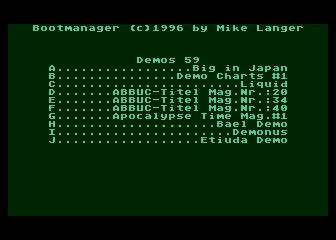 Bootmanager (c)1996 by Mike Langer
Demos 59
A.................Big in Japan
B...............Demo Charts #1
C.......................Liquid
D.......ABBUC-Titel Mag.Nr.:20
E.......ABBUC-Titel Mag.Nr.:34
F.......ABBUC-Titel Mag.Nr.:40
G.......Apocalypse Time Mag.#1
H....................Bael Demo
I......................Demonus
J..................Etiuda Demo